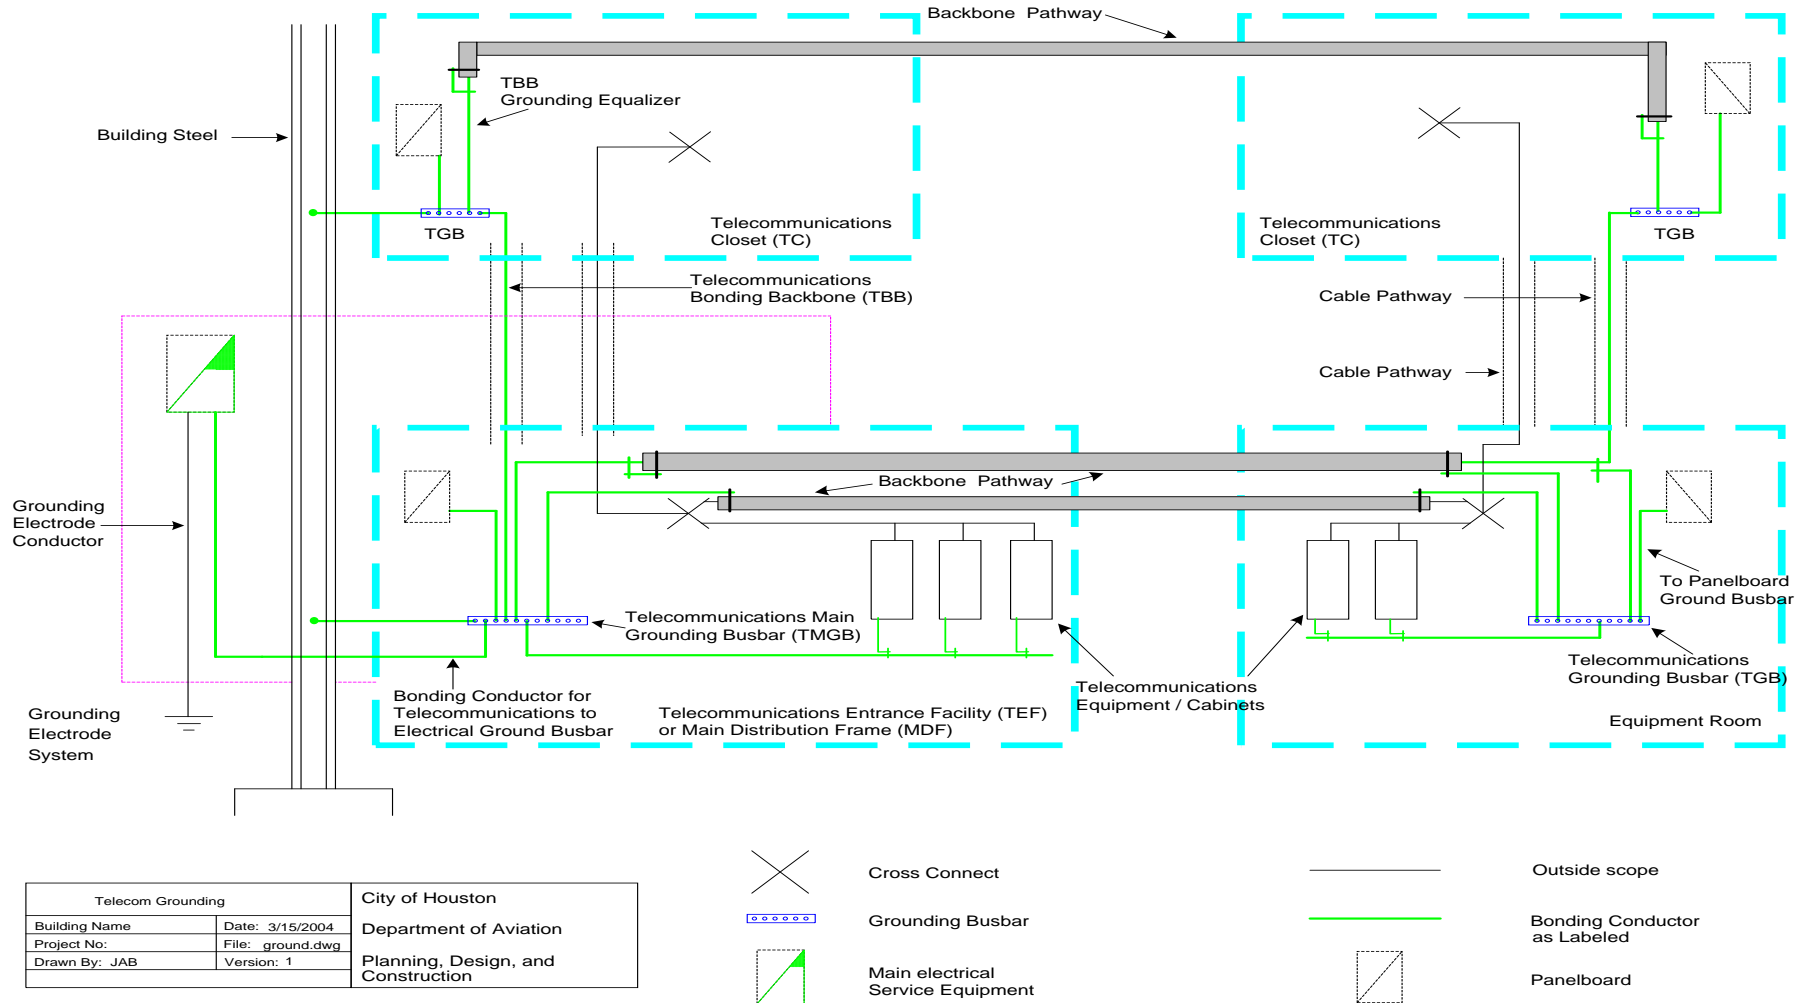 Backbone Pathway
TBB
Grounding Equalizer
Building Steel
TGB
Telecommunications
Closet (TC)
Telecommunications
Closet (TC)
TGB
Telecommunications
Bonding Backbone (TBB)
Cable Pathway
Cable Pathway
Backbone Pathway
Grounding
Electrode
Conductor
To Panelboard
Ground Busbar
Telecommunications Main
Grounding Busbar (TMGB)
Telecommunications
Grounding Busbar (TGB)
Bonding Conductor for
Telecommunications to
Electrical Ground Busbar
Telecommunications
Equipment / Cabinets
Telecommunications Entrance Facility (TEF)
or Main Distribution Frame (MDF)
Equipment Room
Grounding
Electrode
System
Telecom Grounding
Building Name
Date: 3/15/2004
Project No:
File: ground.dwg
Drawn By: JAB
Version: 1
City of Houston
Department of Aviation
Planning, Design, and
Construction
Cross Connect
Grounding Busbar
Main electrical
Service Equipment
Outside scope
Bonding Conductor
as Labeled
Panelboard